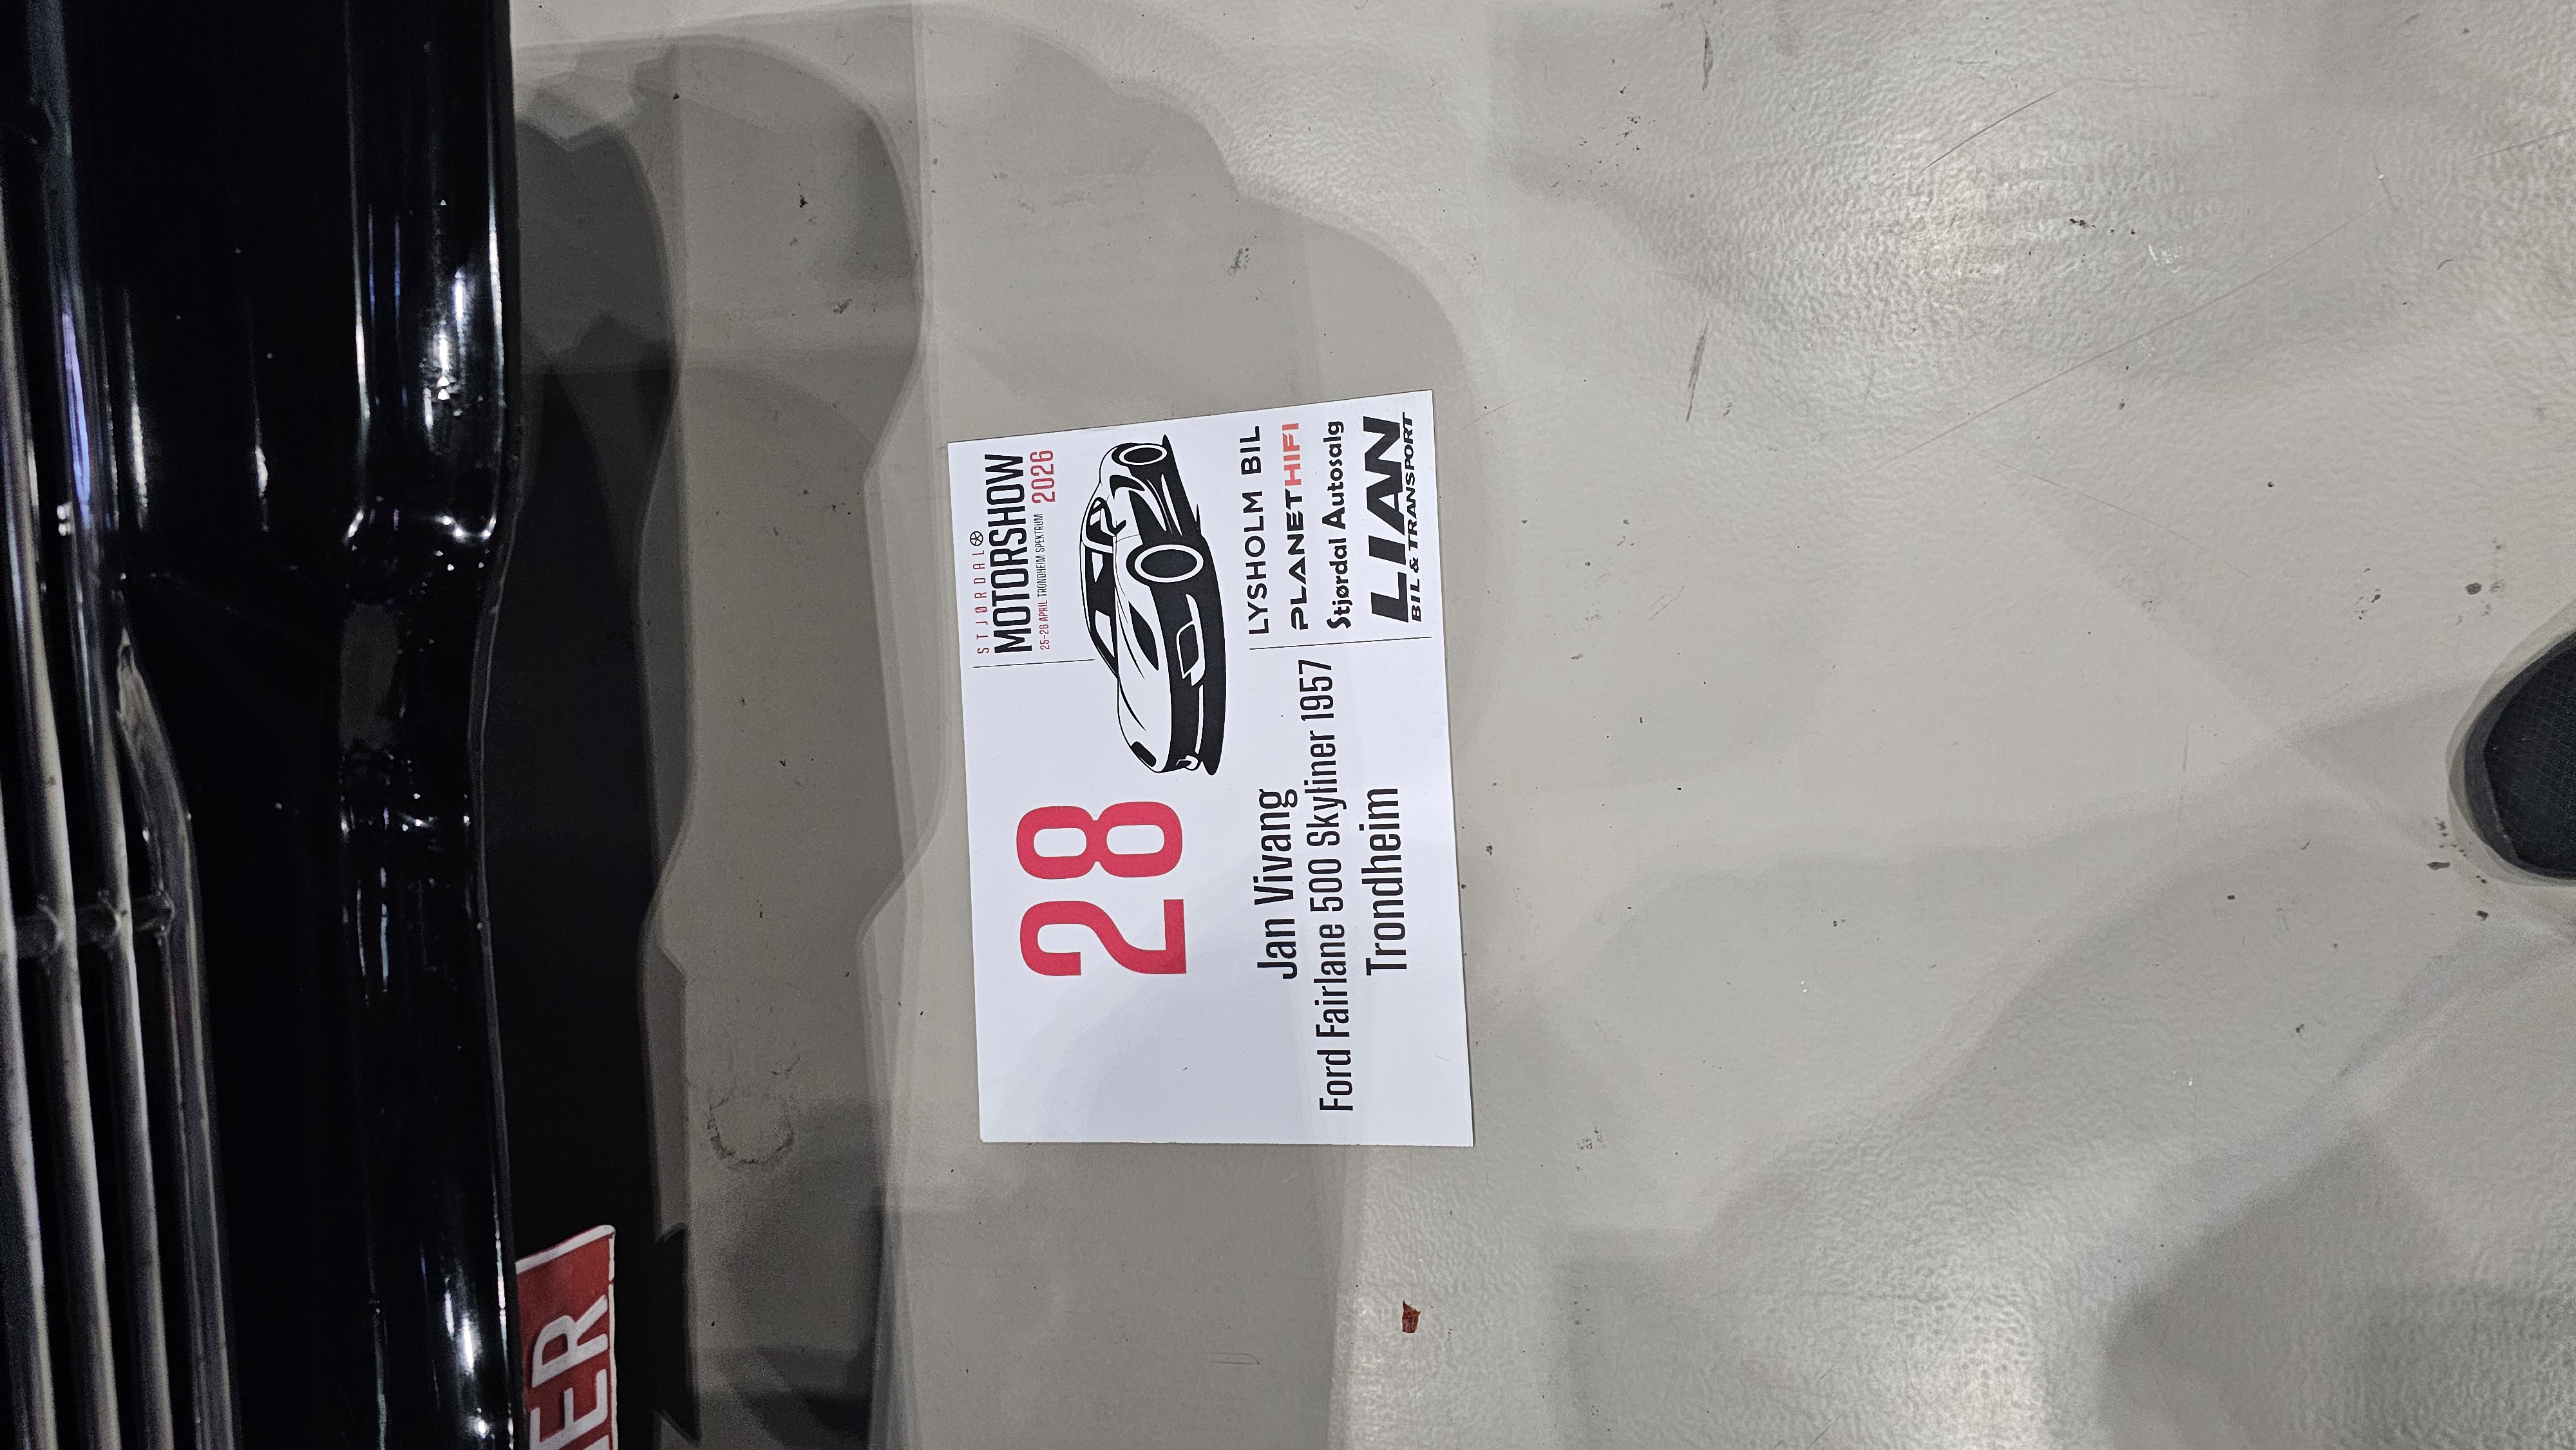 28
Jan Vivang
Ford Fairlane 500 Skyliner 1957
Trondheim
STJØRDAL
MOTORSHOW
25-26 APRIL TRONDHEIM SPEKTRUM 2026
LYSHOLM BIL
PLANETHIFI
Stjørdal Autosalg
LIAN
BIL & TRANSPORT